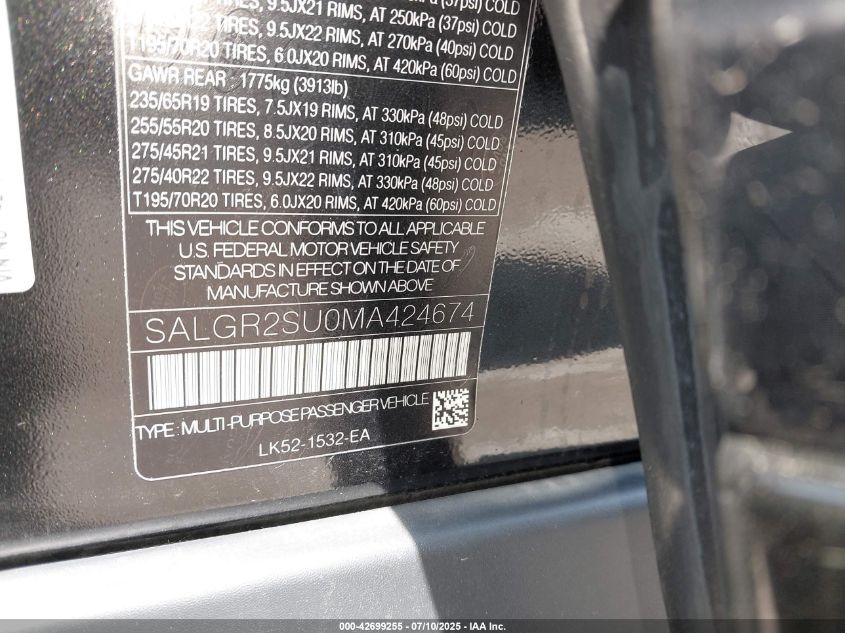 TIRES, 9.5JX21 RIMS, AT 250kPa (37psi) COLD
22 TIRES, 9.5JX22 RIMS, AT 270kPa (40psi) COLD
T195/70R20 TIRES, 6.0JX20 RIMS, AT 420kPa (60psi) COLD
GAWR REAR - 1775kg (3913lb)
235/65R19 TIRES, 7.5JX19 RIMS, AT 330kPa (48psi) COLD
255/55R20 TIRES, 8.5JX20 RIMS, AT 310kPa (45psi) COLD
275/45R21 TIRES, 9.5JX21 RIMS, AT 310kPa (45psi) COLD
275/40R22 TIRES, 9.5JX22 RIMS, AT 330kPa (48psi) COLD
T195/70R20 TIRES, 6.0JX20 RIMS, AT 420kPa (60psi) COLD
THIS VEHICLE CONFORMS TO ALL APPLICABLE
U.S. FEDERAL MOTOR VEHICLE SAFETY
STANDARDS IN EFFECT ON THE DATE OF
MANUFACTURE SHOWN ABOVE
SALGR2SU0MA424674
TYPE : MULTI-PURPOSE PASSENGER VEHICLE
LK52-1532-EA
000-42699255 - 07/10/2025 - IAA Inc.